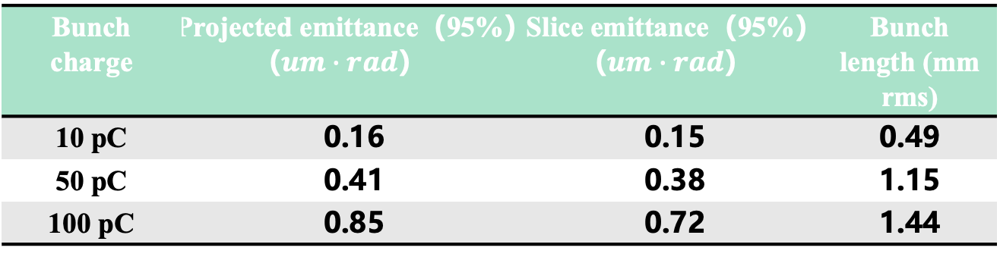 Bunch charge | Projected emittance (95%) (um · rad) | Slice emittance (95%) (um · rad) | Bunch length (mm rms)
10 pC | 0.16 | 0.15 | 0.49
50 pC | 0.41 | 0.38 | 1.15
100 pC | 0.85 | 0.72 | 1.44